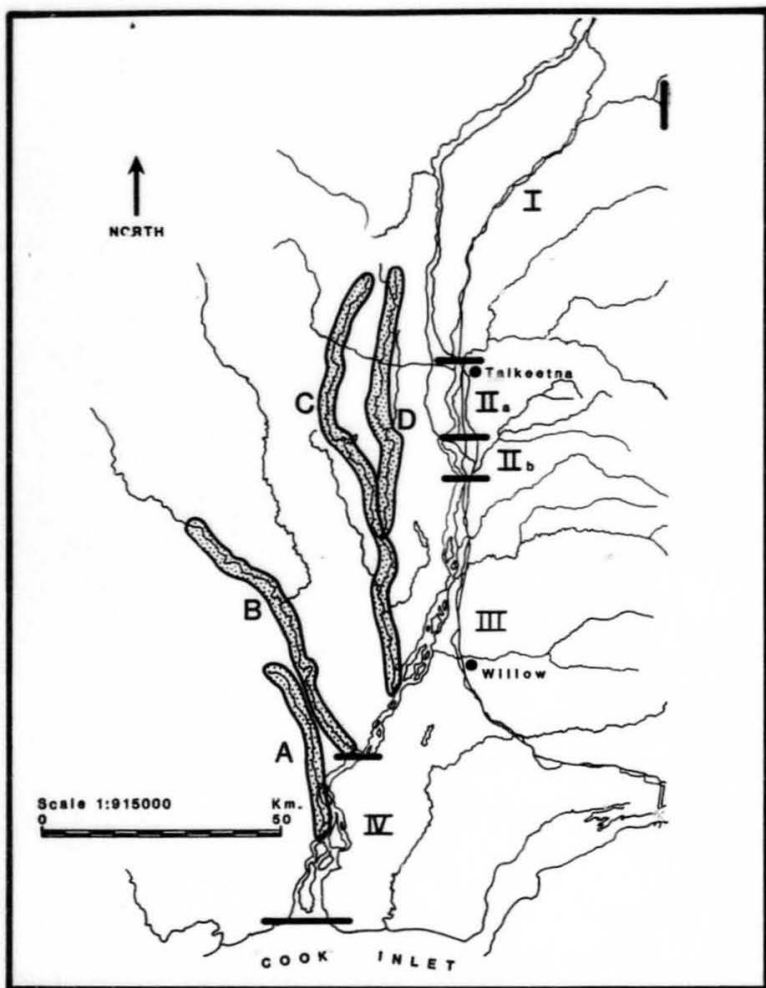 NORTH
I
Talkeetna
IIa
C
D
IIb
B
III
Willow
A
Scale 1:915000 Km.
0 50
IV
COOK INLET